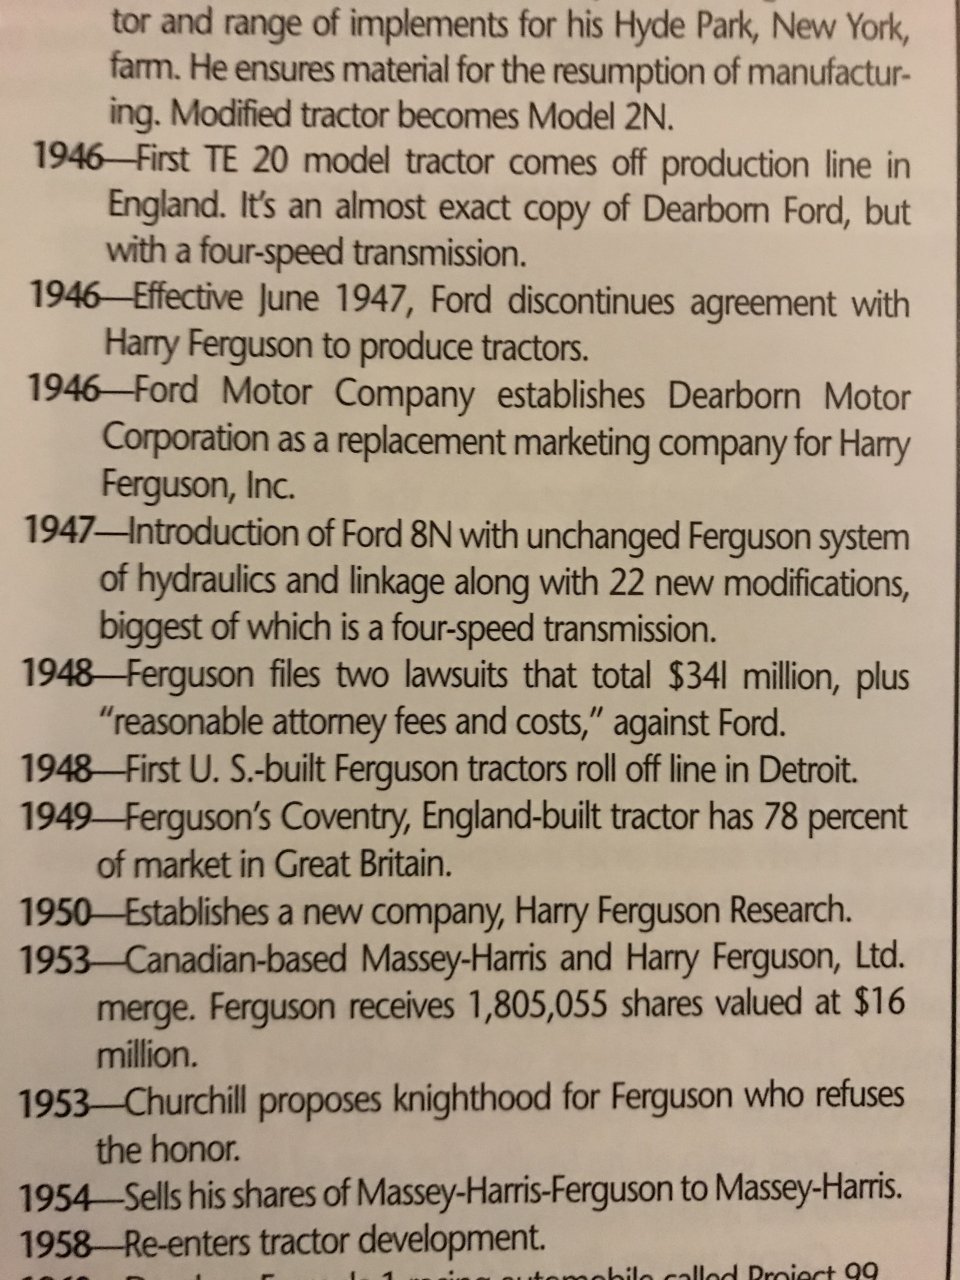 tor and range of implements for his Hyde Park, New York,
farm. He ensures material for the resumption of manufactur-
ing. Modified tractor becomes Model 2N.
1946—First TE 20 model tractor comes off production line in
England. It's an almost exact copy of Dearborn Ford, but
with a four-speed transmission.
1946—Effective June 1947, Ford discontinues agreement with
Harry Ferguson to produce tractors.
1946—Ford Motor Company establishes Dearborn Motor
Corporation as a replacement marketing company for Harry
Ferguson, Inc.
1947—Introduction of Ford 8N with unchanged Ferguson system
of hydraulics and linkage along with 22 new modifications,
biggest of which is a four-speed transmission.
1948—Ferguson files two lawsuits that total $34l million, plus
“reasonable attorney fees and costs,” against Ford.
1948—First U. S.-built Ferguson tractors roll off line in Detroit.
1949—Ferguson's Coventry, England-built tractor has 78 percent
of market in Great Britain.
1950—Establishes a new company, Harry Ferguson Research.
1953—Canadian-based Massey-Harris and Harry Ferguson, Ltd.
merge. Ferguson receives 1,805,055 shares valued at $16
million.
1953—Churchill proposes knighthood for Ferguson who refuses
the honor.
1954—Sells his shares of Massey-Harris-Ferguson to Massey-Harris.
1958—Re-enters tractor development.
1 racing automobile called Project 99